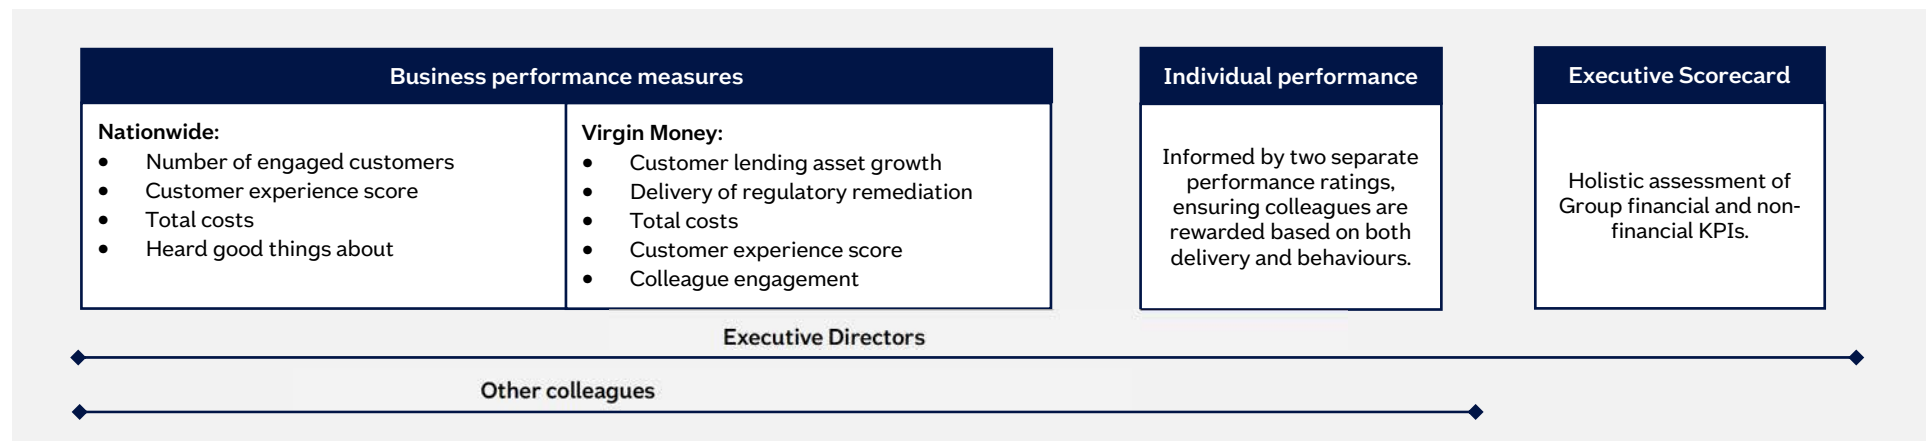 Business performance measures
Nationwide:
• Number of engaged customers
• Customer experience score
• Total costs
• Heard good things about
Virgin Money:
• Customer lending asset growth
• Delivery of regulatory remediation
• Total costs
• Customer experience score
• Colleague engagement
Individual performance
Informed by two separate
performance ratings,
ensuring colleagues are
rewarded based on both
delivery and behaviours.
Executive Scorecard
Holistic assessment of
Group financial and non-
financial KPIs.
Executive Directors
Other colleagues